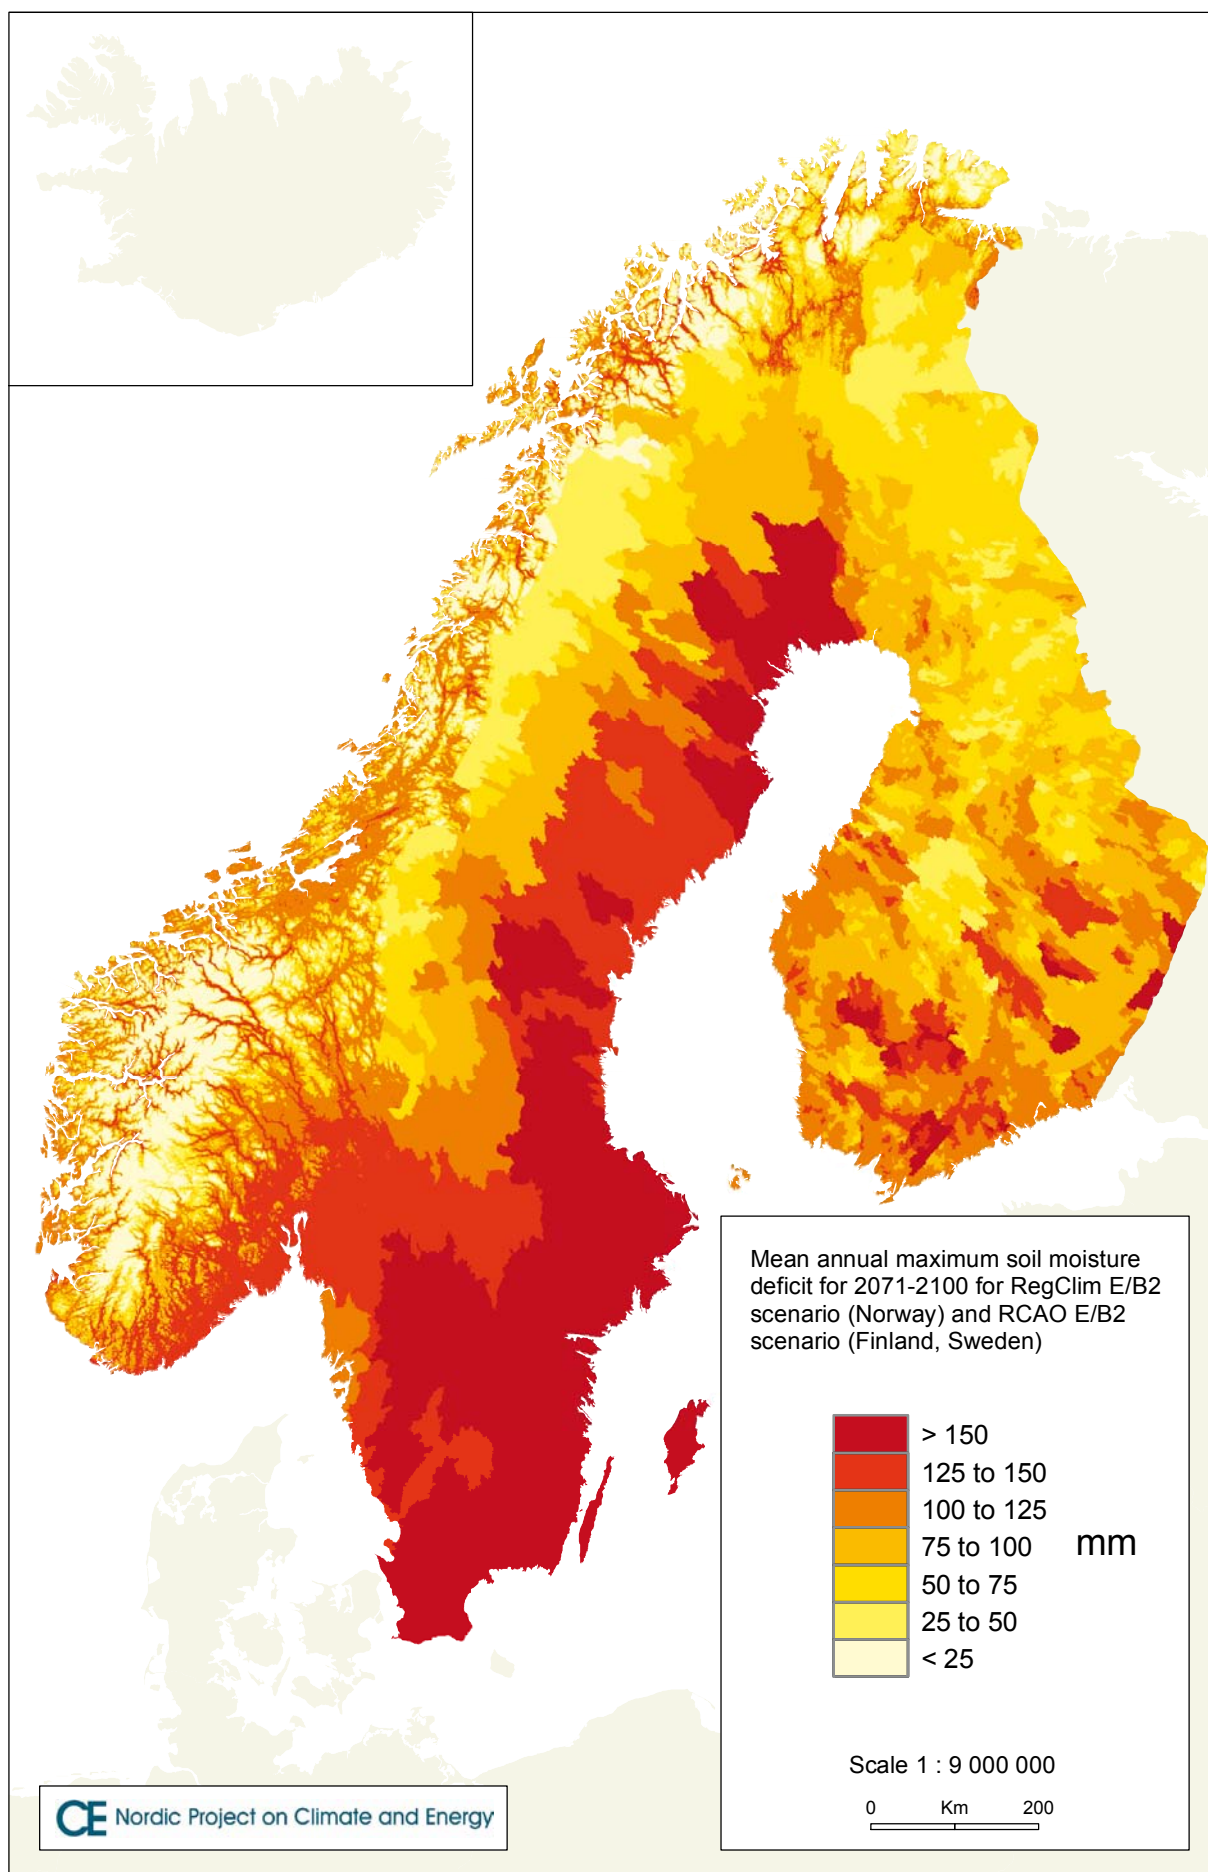 Mean annual maximum soil moisture
deficit for 2071-2100 for RegClim E/B2
scenario (Norway) and RCAO E/B2
scenario (Finland, Sweden)
> 150
125 to 150
100 to 125
75 to 100 mm
50 to 75
25 to 50
< 25
Scale 1 : 9 000 000
0 Km 200
CE Nordic Project on Climate and Energy